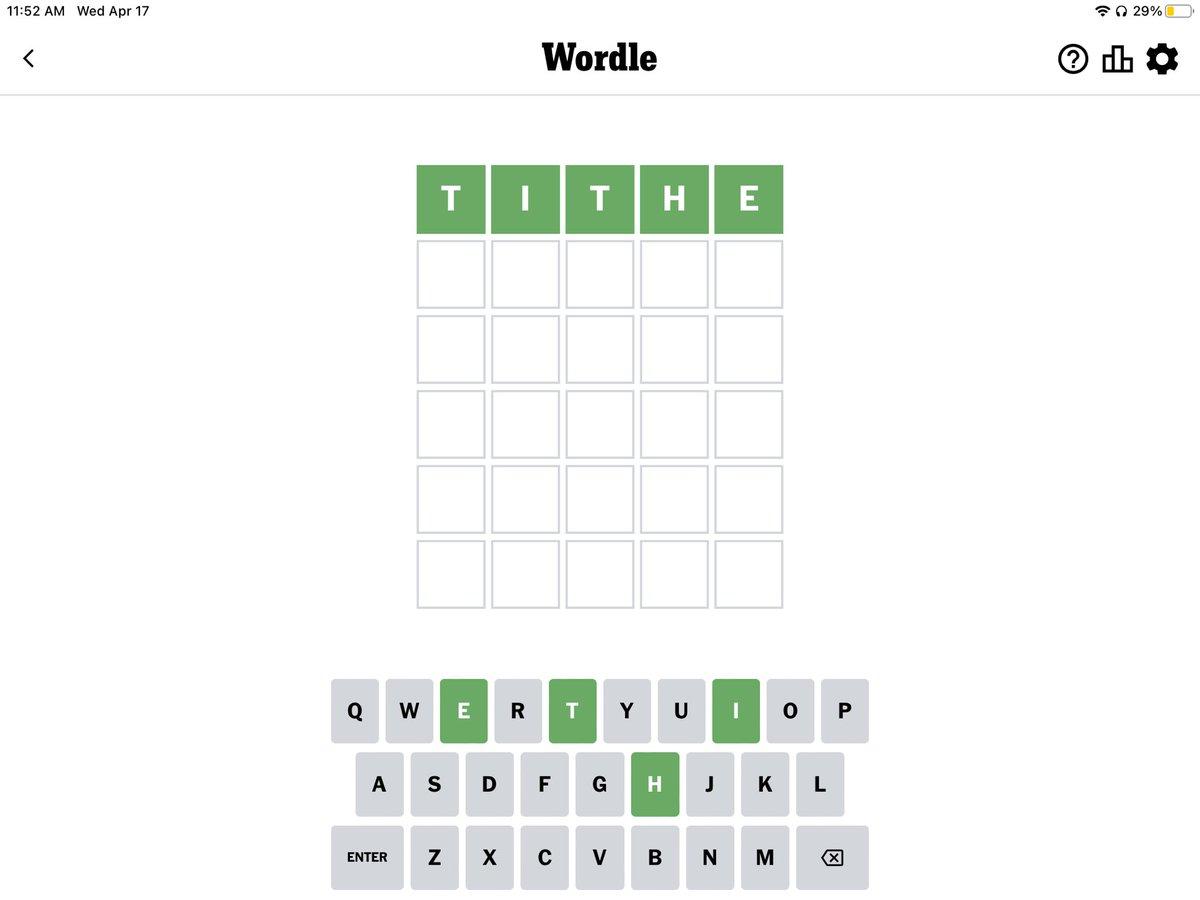 11:52 AM Wed Apr 17 29%
Wordle
T I T H E
Q W E R T Y U I O P
A S D F G H J K L
ENTER Z X C V B N M